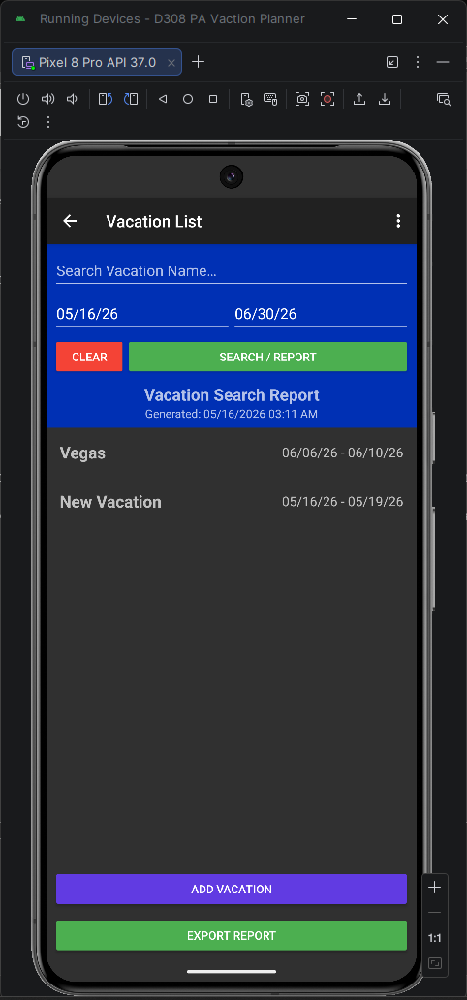 Running Devices - D308 PA Vaction Planner
Pixel 8 Pro API 37.0
Vacation List
Search Vacation Name...
05/16/26 06/30/26
CLEAR SEARCH / REPORT
Vacation Search Report
Generated: 05/16/2026 03:11 AM
Vegas 06/06/26 - 06/10/26
New Vacation 05/16/26 - 05/19/26
ADD VACATION
EXPORT REPORT
1:1